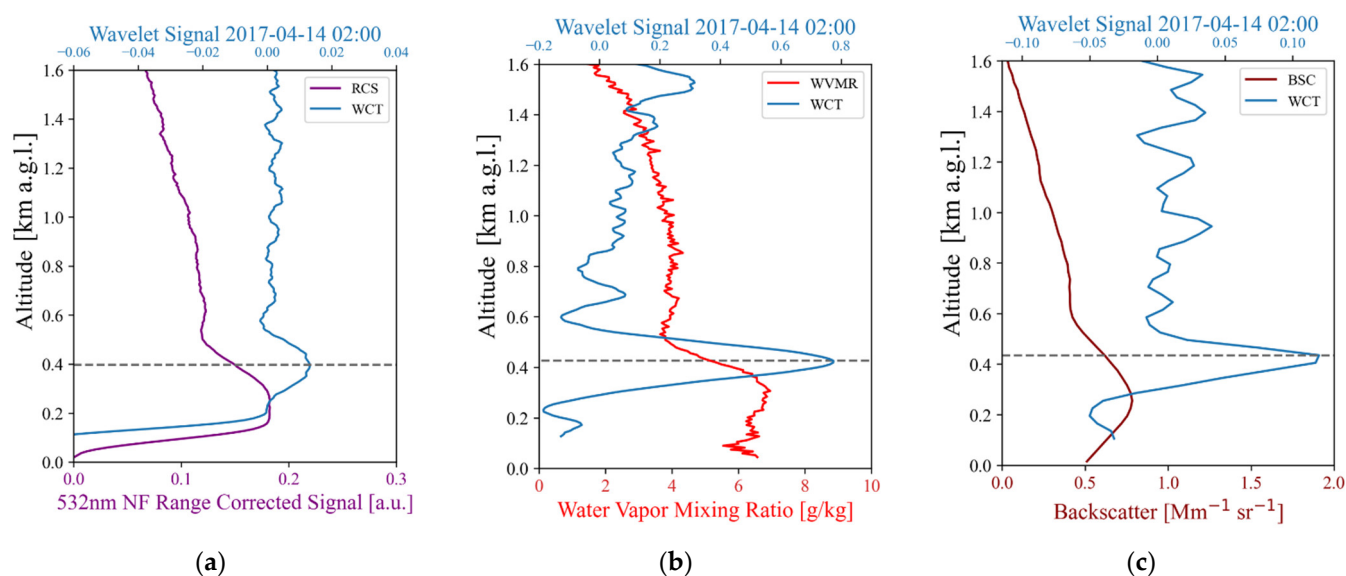 Wavelet Signal 2017-04-14 02:00
−0.06 −0.04 −0.02 0.00 0.02 0.04
RCS
WCT
Altitude [km a.g.l.]
1.6
1.4
1.2
1.0
0.8
0.6
0.4
0.2
0.0
0.0 0.1 0.2 0.3
532nm NF Range Corrected Signal [a.u.]
(a)
Wavelet Signal 2017-04-14 02:00
−0.2 0.0 0.2 0.4 0.6 0.8
WVMR
WCT
Altitude [km a.g.l.]
1.6
1.4
1.2
1.0
0.8
0.6
0.4
0.2
0.0
0 2 4 6 8 10
Water Vapor Mixing Ratio [g/kg]
(b)
Wavelet Signal 2017-04-14 02:00
−0.10 −0.05 0.00 0.05 0.10
BSC
WCT
Altitude [km a.g.l.]
1.6
1.4
1.2
1.0
0.8
0.6
0.4
0.2
0.0
0.0 0.5 1.0 1.5 2.0
Backscatter [Mm⁻¹ sr⁻¹]
(c)